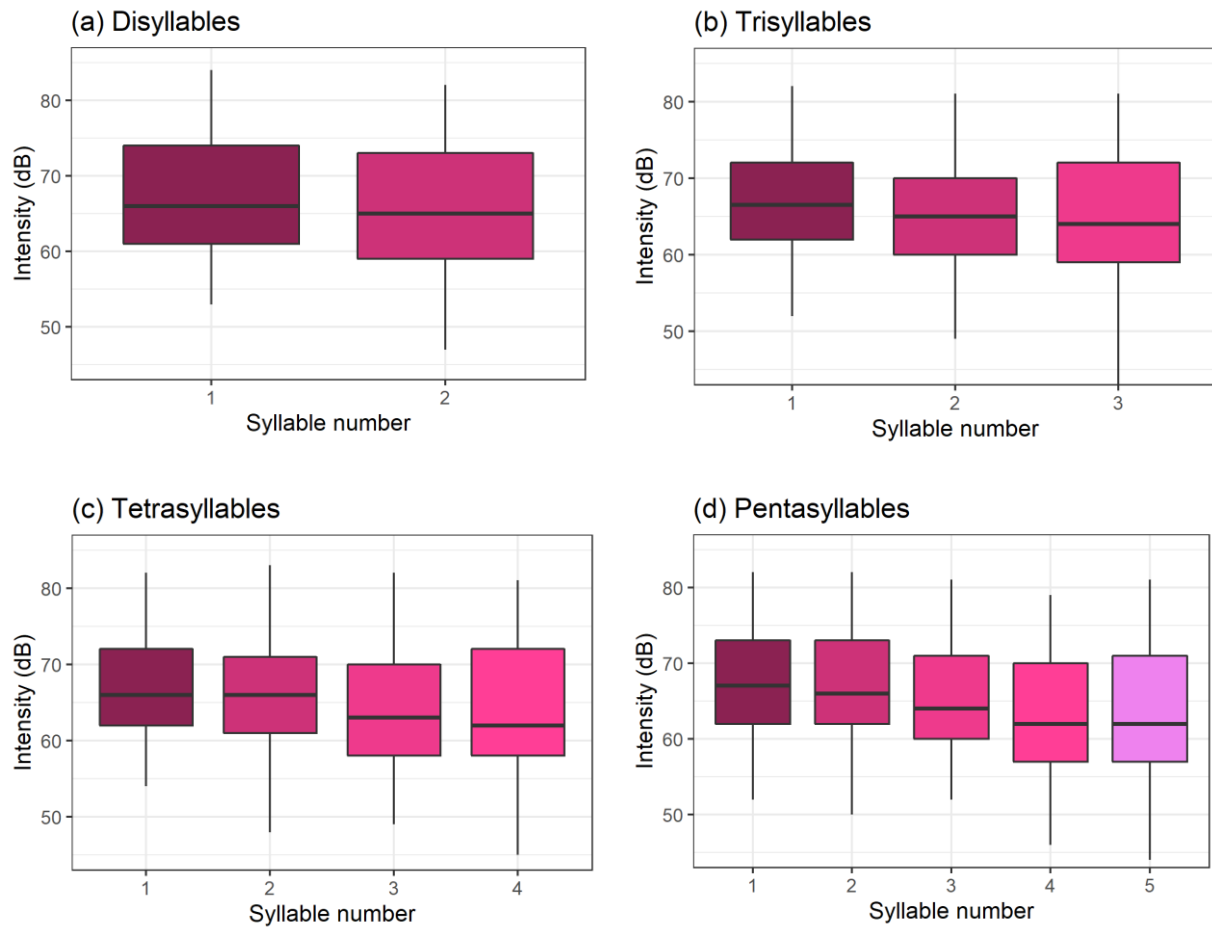 (a) Disyllables
Intensity (dB)
80
70
60
50
1 2
Syllable number
(b) Trisyllables
Intensity (dB)
80
70
60
50
1 2 3
Syllable number
(c) Tetrasyllables
Intensity (dB)
80
70
60
50
1 2 3 4
Syllable number
(d) Pentasyllables
Intensity (dB)
80
70
60
50
1 2 3 4 5
Syllable number